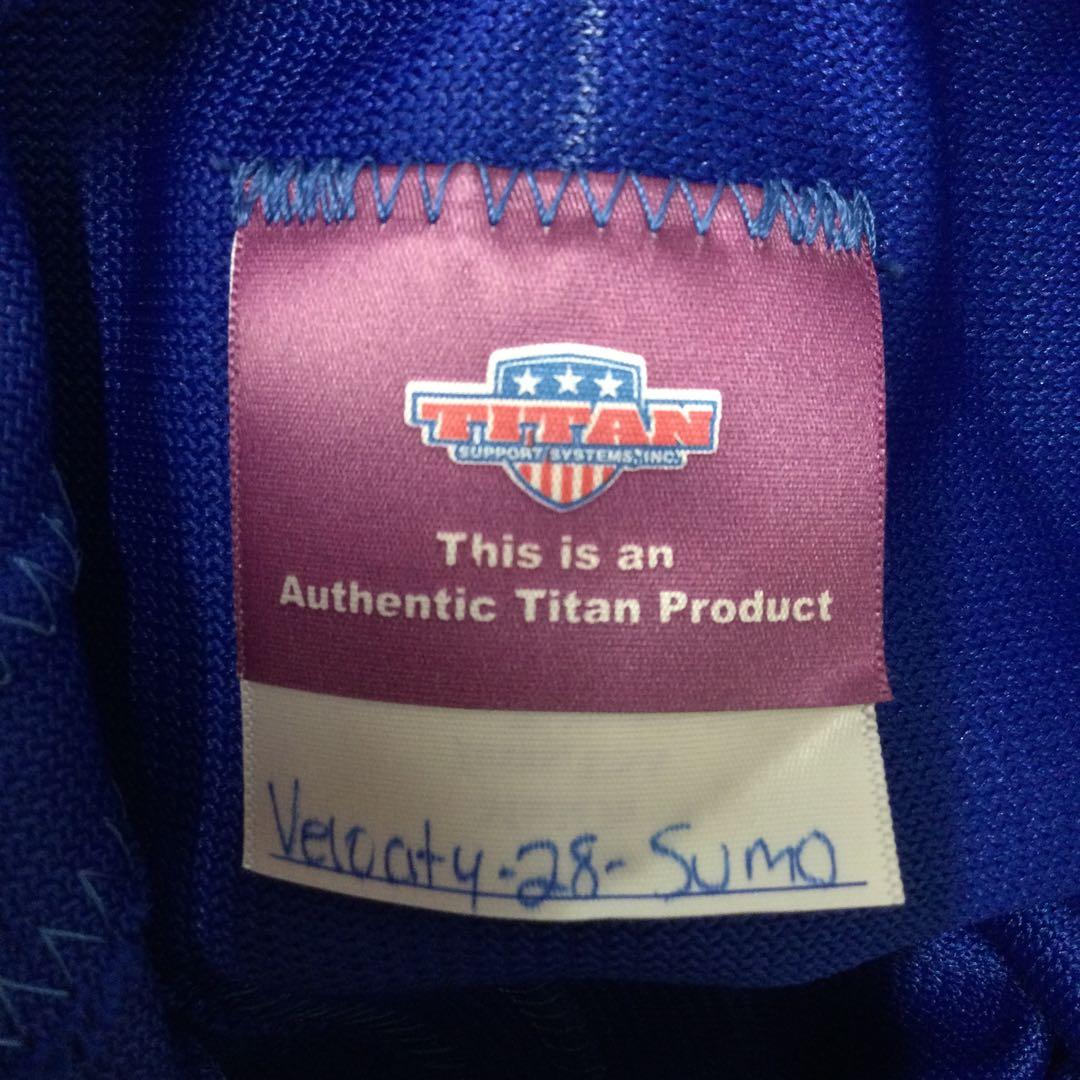 TITAN
SUPPORT SYSTEMS, INC.
This is an
Authentic Titan Product
Velocity-28-Sumo